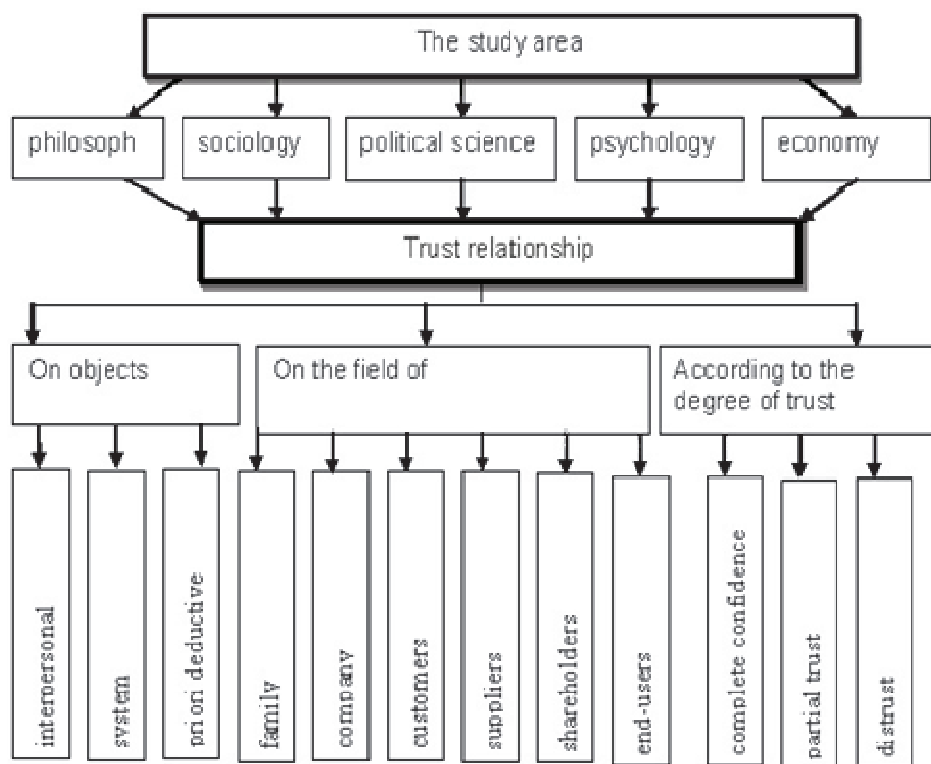 The study area
philosoph
sociology
political science
psychology
economy
Trust relationship
On objects
On the field of
According to the
degree of trust
interpersonal
system
priori deductive
family
company
customers
suppliers
shareholders
end-users
complete confidence
partial trust
distrust